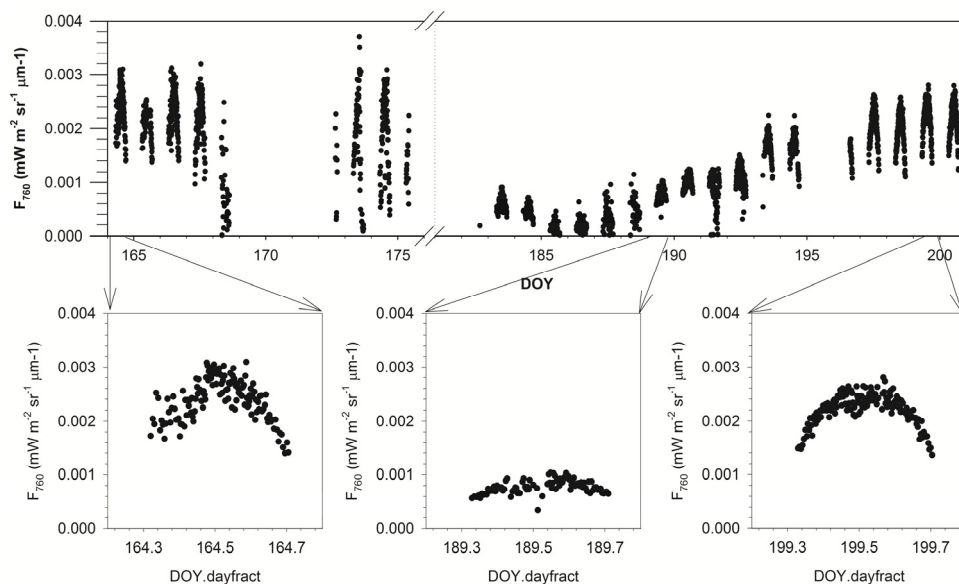 0.004
0.003
0.002
0.001
0.000
F760 (mW m-2 sr-1 μm-1)
165 170 175 185 190 195 200
DOY
0.004 0.004 0.004
0.003 0.003 0.003
0.002 0.002 0.002
0.001 0.001 0.001
0.000 0.000 0.000
F760 (mW m-2 sr-1 μm-1) F760 (mW m-2 sr-1 μm-1) F760 (mW m-2 sr-1 μm-1)
164.3 164.5 164.7 189.3 189.5 189.7 199.3 199.5 199.7
DOY.dayfract DOY.dayfract DOY.dayfract